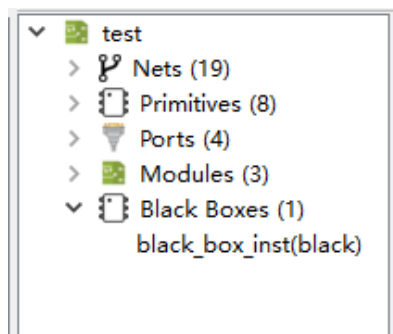 test
Nets (19)
Primitives (8)
Ports (4)
Modules (3)
Black Boxes (1)
black_box_inst(black)